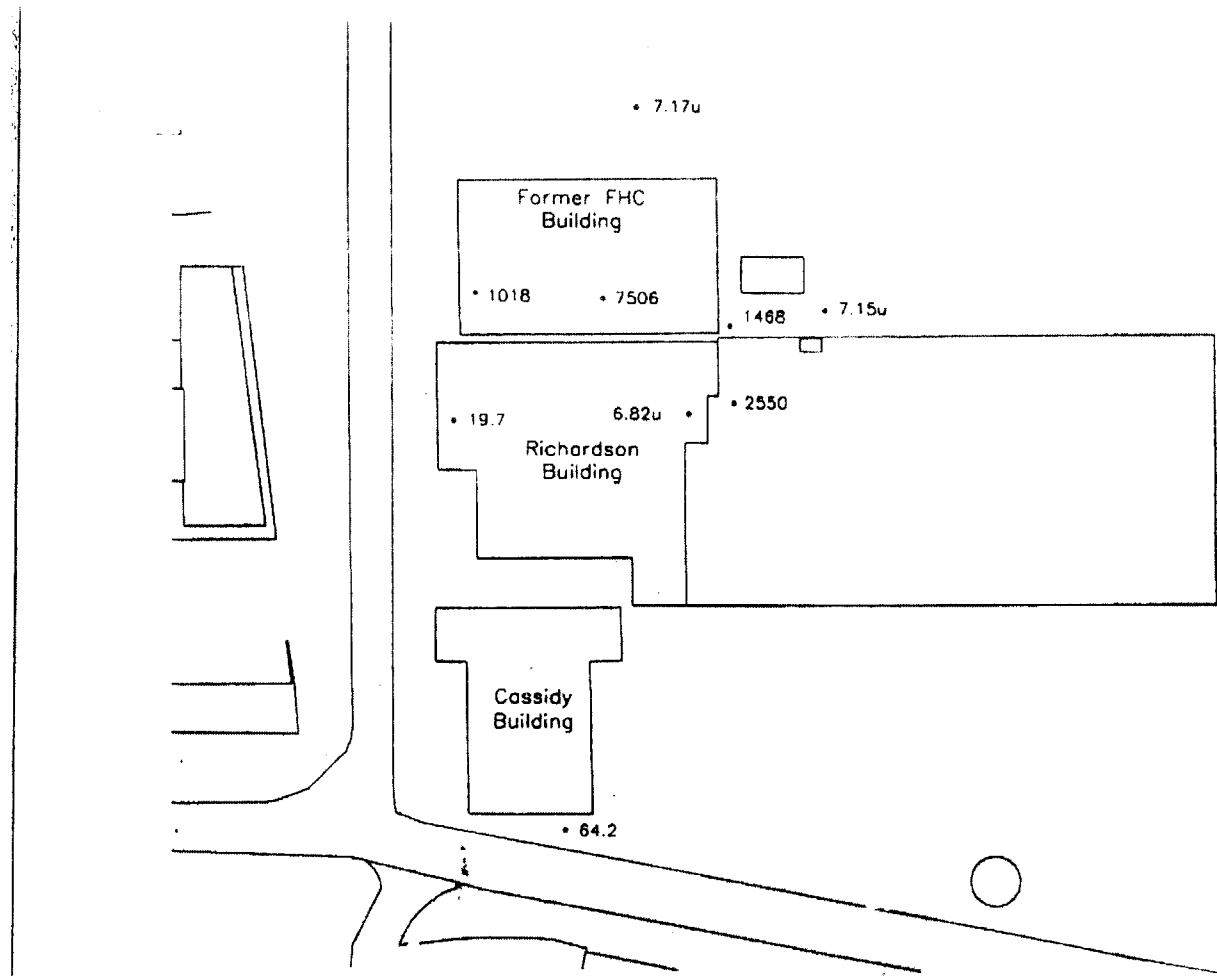 7.17u
Former FHC
Building
1018
7506
1468
7.15u
19.7
6.82u
2550
Richardson
Building
Cassidy
Building
64.2